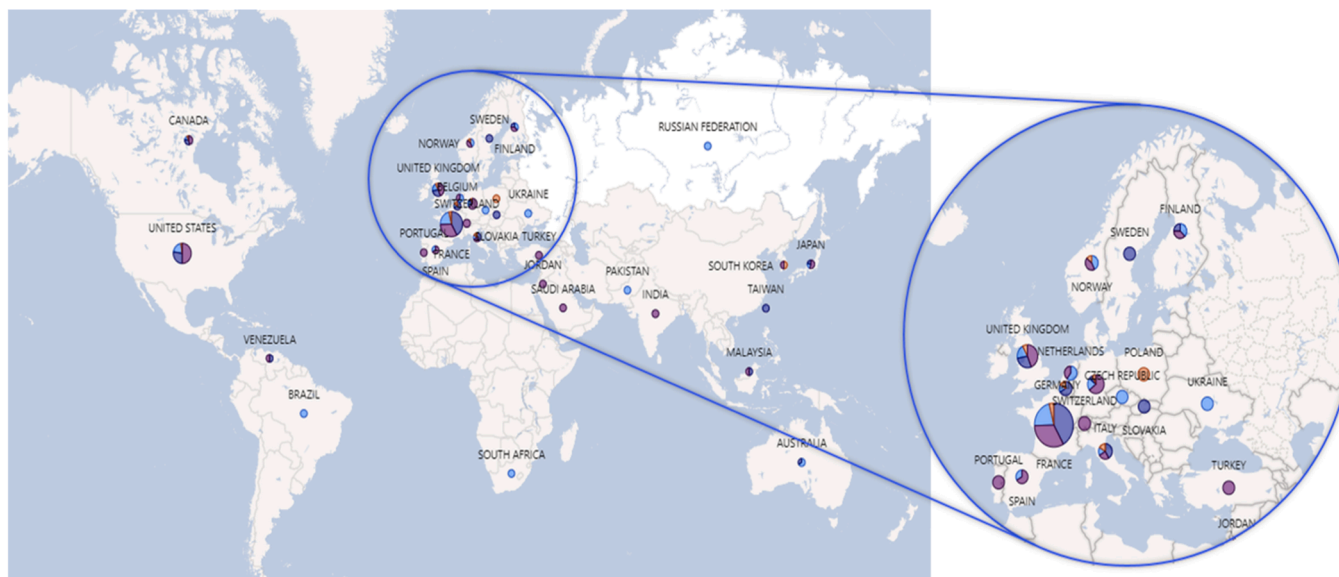 CANADA
UNITED STATES
VENEZUELA
BRAZIL
SWEDEN
NORWAY
FINLAND
UNITED KINGDOM
BELGIUM
UKRAINE
SWITZERLAND
PORTUGAL
SLOVAKIA TURKEY
FRANCE
SPAIN
JORDAN
SAUDI ARABIA
SOUTH AFRICA
RUSSIAN FEDERATION
JAPAN
SOUTH KOREA
PAKISTAN
INDIA
TAIWAN
MALAYSIA
AUSTRALIA
FINLAND
SWEDEN
NORWAY
UNITED KINGDOM
NETHERLANDS
POLAND
CZECH REPUBLIC
GERMANY
UKRAINE
SWITZERLAND
ITALY
SLOVAKIA
PORTUGAL
FRANCE
TURKEY
SPAIN
JORDAN